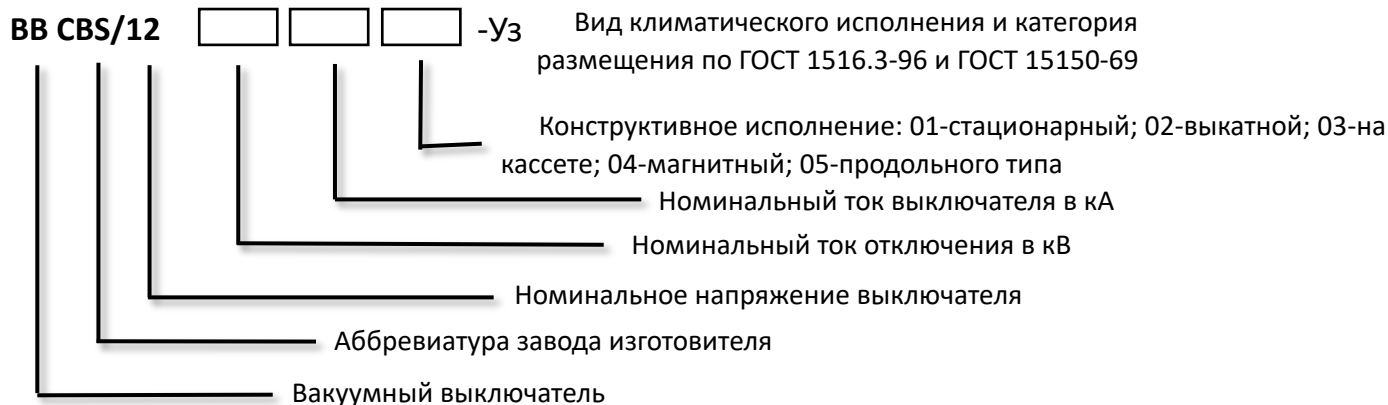 ВВ CBS/12 -Уз Вид климатического исполнения и категория
размещения по ГОСТ 1516.3-96 и ГОСТ 15150-69
Конструктивное исполнение: 01-стационарный; 02-выкатной; 03-на
кассете; 04-магнитный; 05-продольного типа
Номинальный ток выключателя в кА
Номинальный ток отключения в кВ
Номинальное напряжение выключателя
Аббревиатура завода изготовителя
Вакуумный выключатель